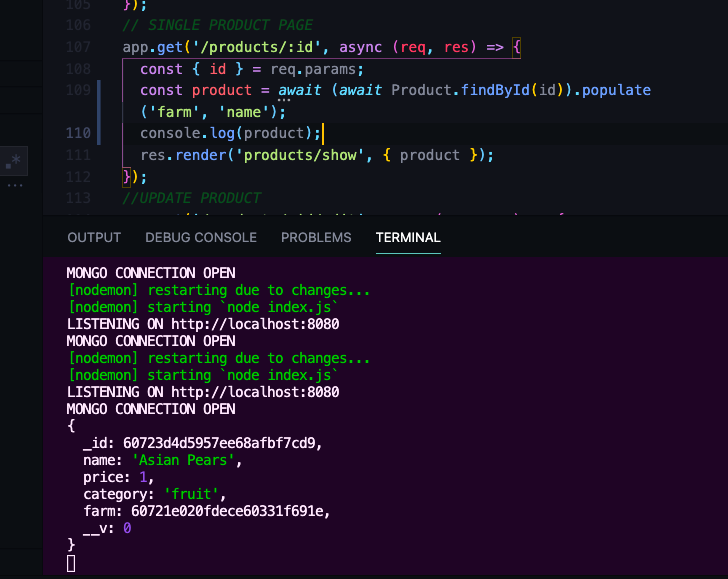 105 });
106 // SINGLE PRODUCT PAGE
107 app.get('/products/:id', async (req, res) => {
108 const { id } = req.params;
109 const product = await (await Product.findById(id)).populate
('farm', 'name');
110 console.log(product);
111 res.render('products/show', { product });
112 });
113 //UPDATE PRODUCT
OUTPUT DEBUG CONSOLE PROBLEMS TERMINAL
MONGO CONNECTION OPEN
[nodemon] restarting due to changes...
[nodemon] starting `node index.js`
LISTENING ON http://localhost:8080
MONGO CONNECTION OPEN
[nodemon] restarting due to changes...
[nodemon] starting `node index.js`
LISTENING ON http://localhost:8080
MONGO CONNECTION OPEN
{
_id: 60723d4d5957ee68afbf7cd9,
name: 'Asian Pears',
price: 1,
category: 'fruit',
farm: 60721e020fdece60331f691e,
__v: 0
}